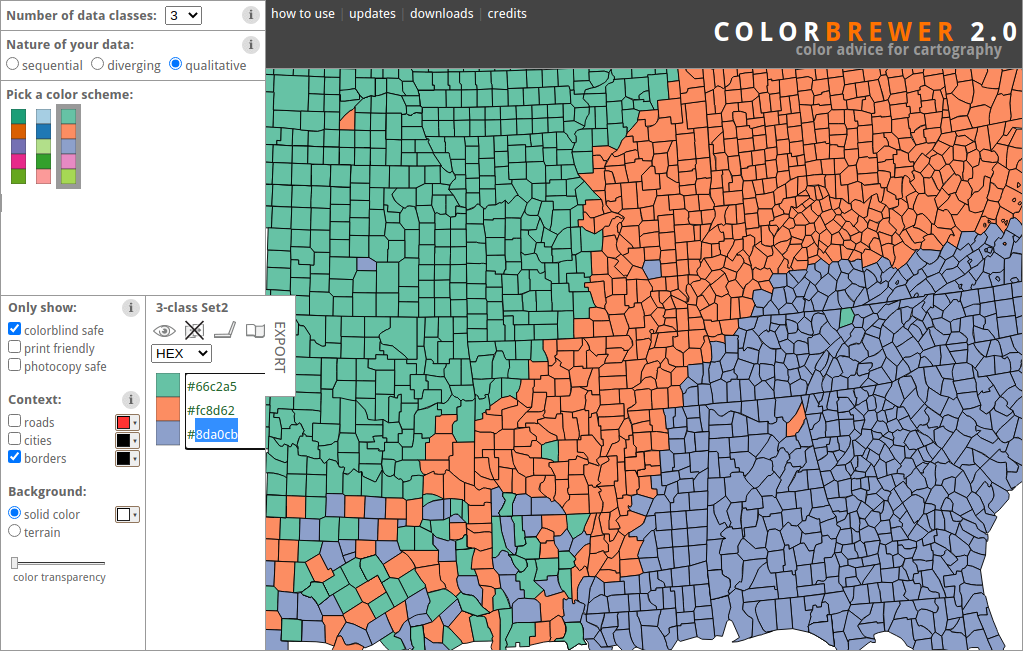 Number of data classes: 3 i
how to use | updates | downloads | credits
COLORBREWER 2.0
color advice for cartography
Nature of your data: i
sequential diverging qualitative
Pick a color scheme:
Only show: i
colorblind safe
print friendly
photocopy safe
3-class Set2
EXPORT
HEX
#66c2a5
#fc8d62
#8da0cb
Context: i
roads
cities
borders
Background:
solid color
terrain
color transparency